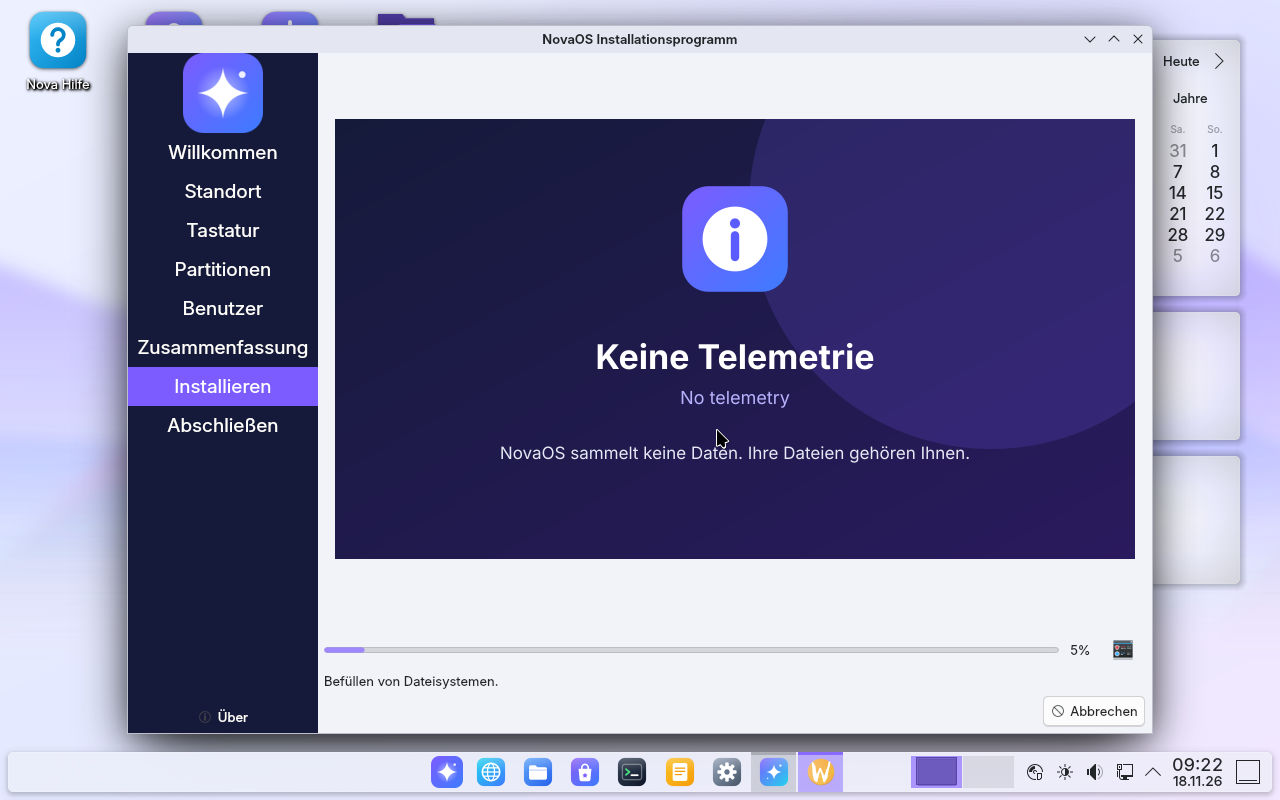 Nova Hilfe
NovaOS Installationsprogramm
Willkommen
Standort
Tastatur
Partitionen
Benutzer
Zusammenfassung
Installieren
Abschließen
Über
Keine Telemetrie
No telemetry
NovaOS sammelt keine Daten. Ihre Dateien gehören Ihnen.
5%
Befüllen von Dateisystemen.
Abbrechen
Heute
Jahre
Sa. So.
31 1
7 8
14 15
21 22
28 29
5 6
09:22
18.11.26